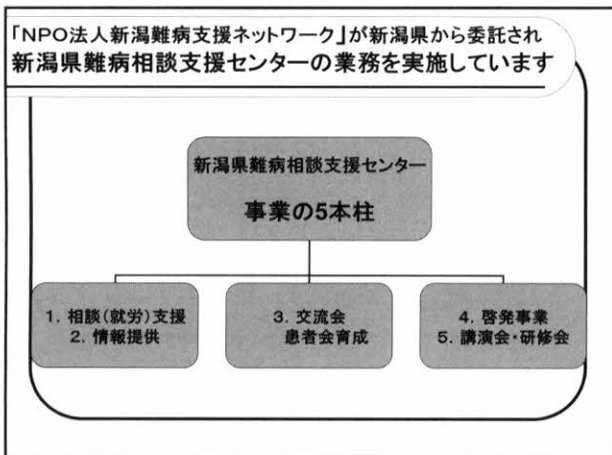 「NPO法人新潟難病支援ネットワーク」が新潟県から委託され
新潟県難病相談支援センターの業務を実施しています
新潟県難病相談支援センター
事業の5本柱
1. 相談(就労)支援
2. 情報提供
3. 交流会
患者会育成
4. 啓発事業
5. 講演会・研修会